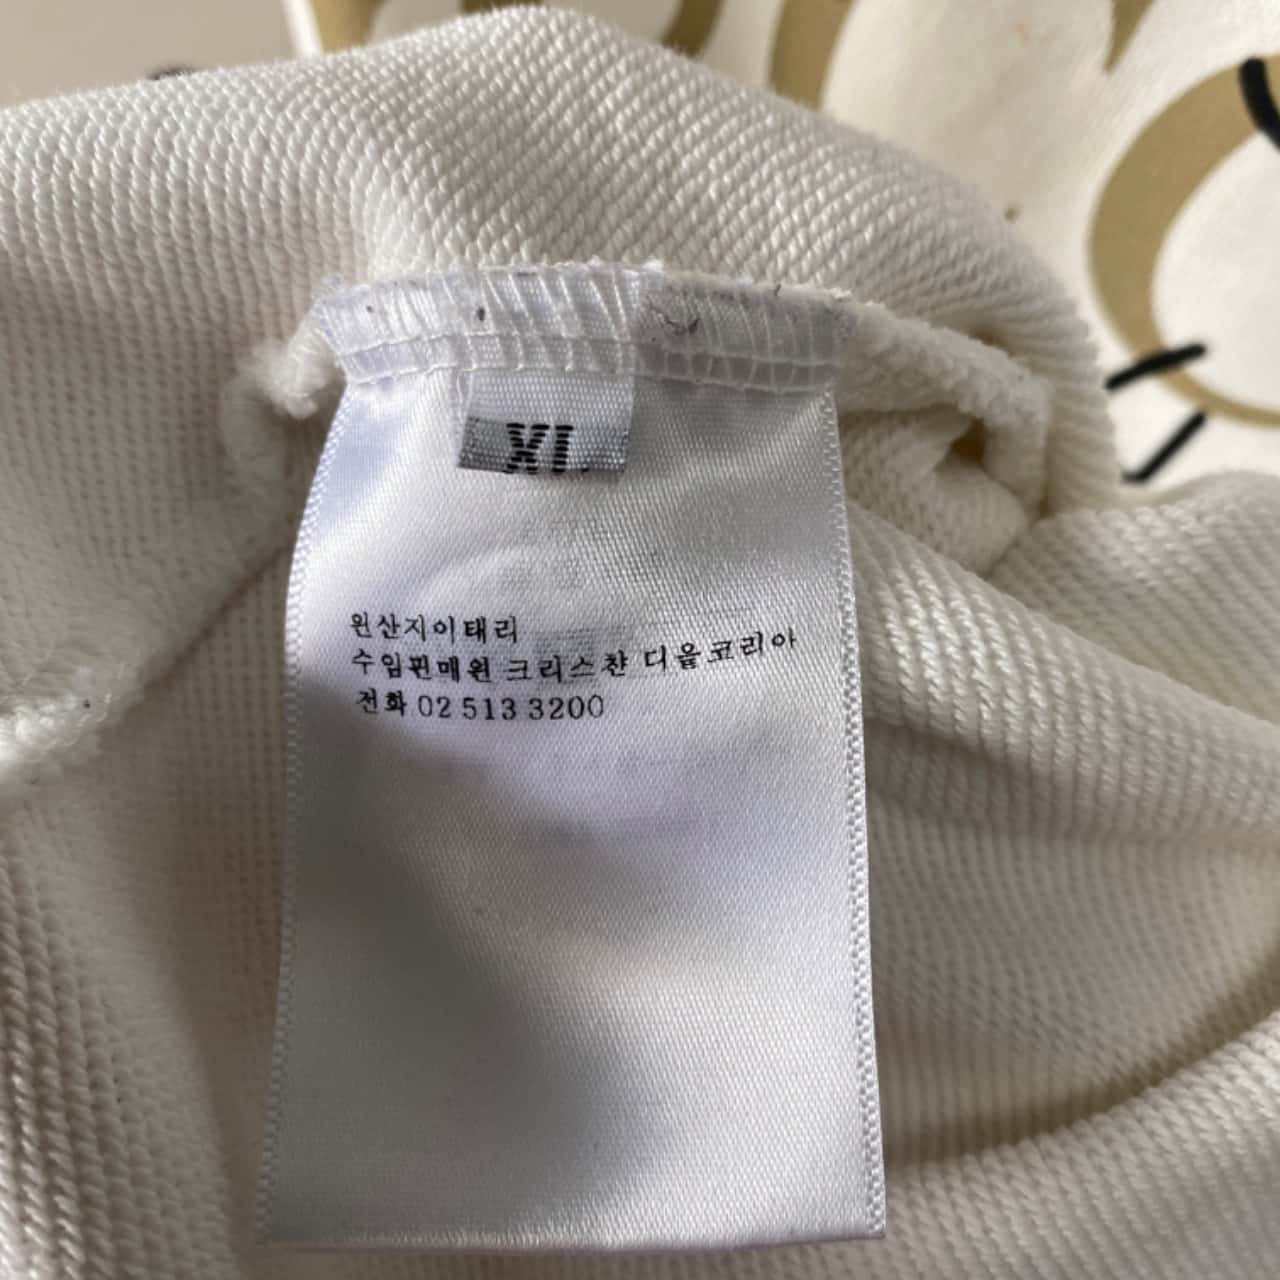 XL
원산지이태리
수입펀매원 크리스챤 디올코리아
전화 02 513 3200